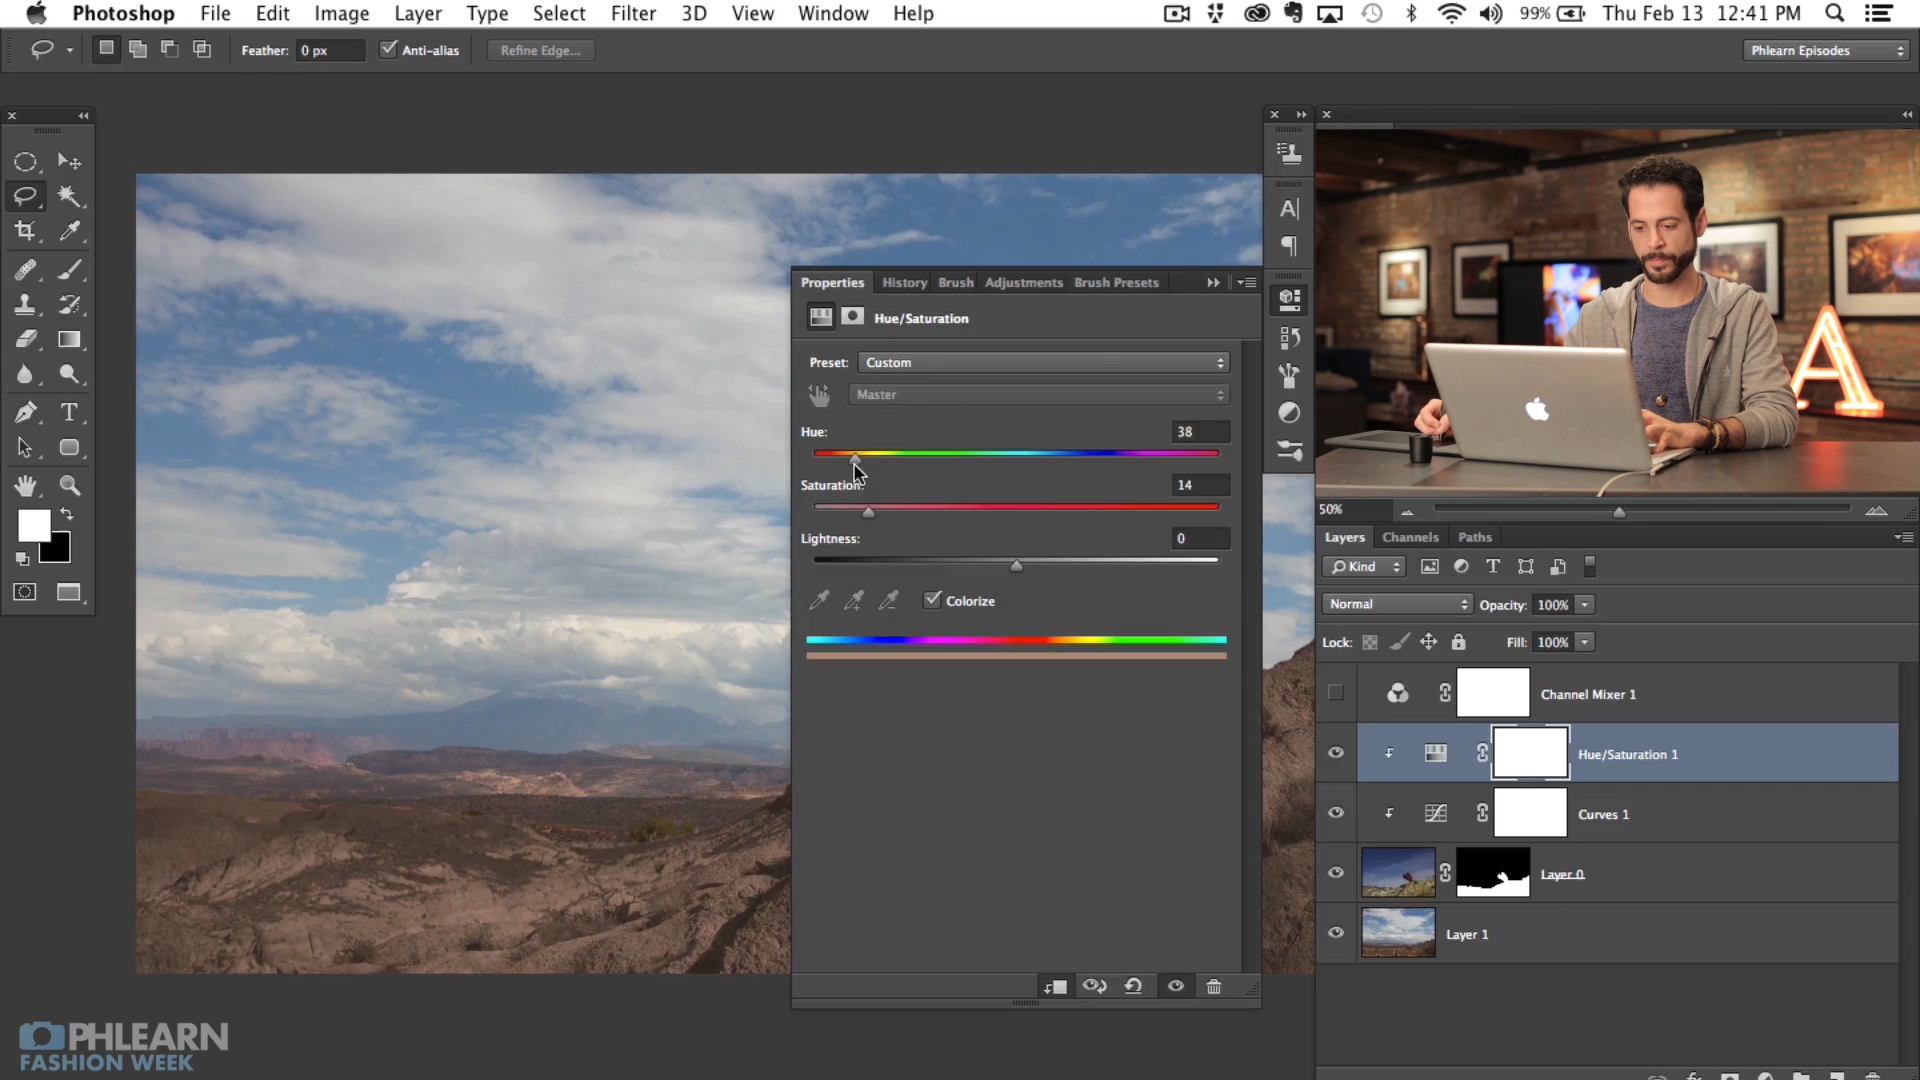 Photoshop File Edit Image Layer Type Select Filter 3D View Window Help 99% Thu Feb 13 12:41 PM
Feather: 0 px Anti-alias Refine Edge... Phlearn Episodes
Properties History Brush Adjustments Brush Presets
Hue/Saturation
Preset: Custom
Master
Hue: 38
Saturation: 14
Lightness: 0
Colorize
A
50%
Layers Channels Paths
Kind
Normal Opacity: 100%
Lock: Fill: 100%
Channel Mixer 1
Hue/Saturation 1
Curves 1
Layer 0
Layer 1
PHLEARN
FASHION WEEK